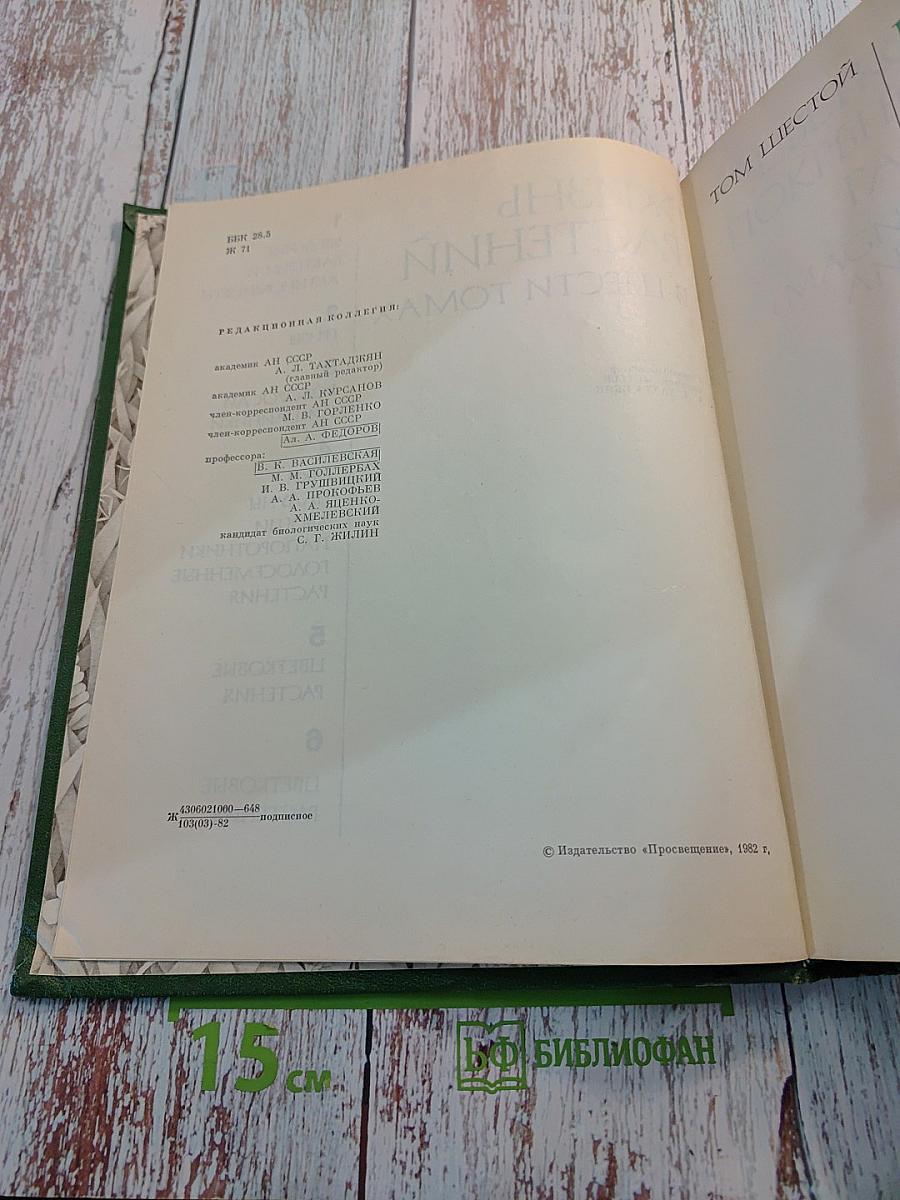 ББК 28.5
Ж 71
РЕДАКЦИОННАЯ КОЛЛЕГИЯ:
академик АН СССР
А. Л. ТАХТАДЖЯН
(главный редактор)
академик АН СССР
А. Л. КУРСАНОВ
член-корреспондент АН СССР
М. В. ГОРЛЕНКО
член-корреспондент АН СССР
Ал. А. ФЕДОРОВ
профессора:
В. К. ВАСИЛЕВСКАЯ
М. М. ГОЛЛЕРБАХ
И. В. ГРУШВИЦКИЙ
А. А. ПРОКОФЬЕВ
А. А. ЯЦЕНКО-
ХМЕЛЕВСКИЙ
кандидат биологических наук
С. Г. ЖИЛИН
Ж 4306021000—648
103(03)-82 подписное
© Издательство «Просвещение», 1982 г,
ТОМ ШЕСТОЙ
15 см
БФ БИБЛИОФАН